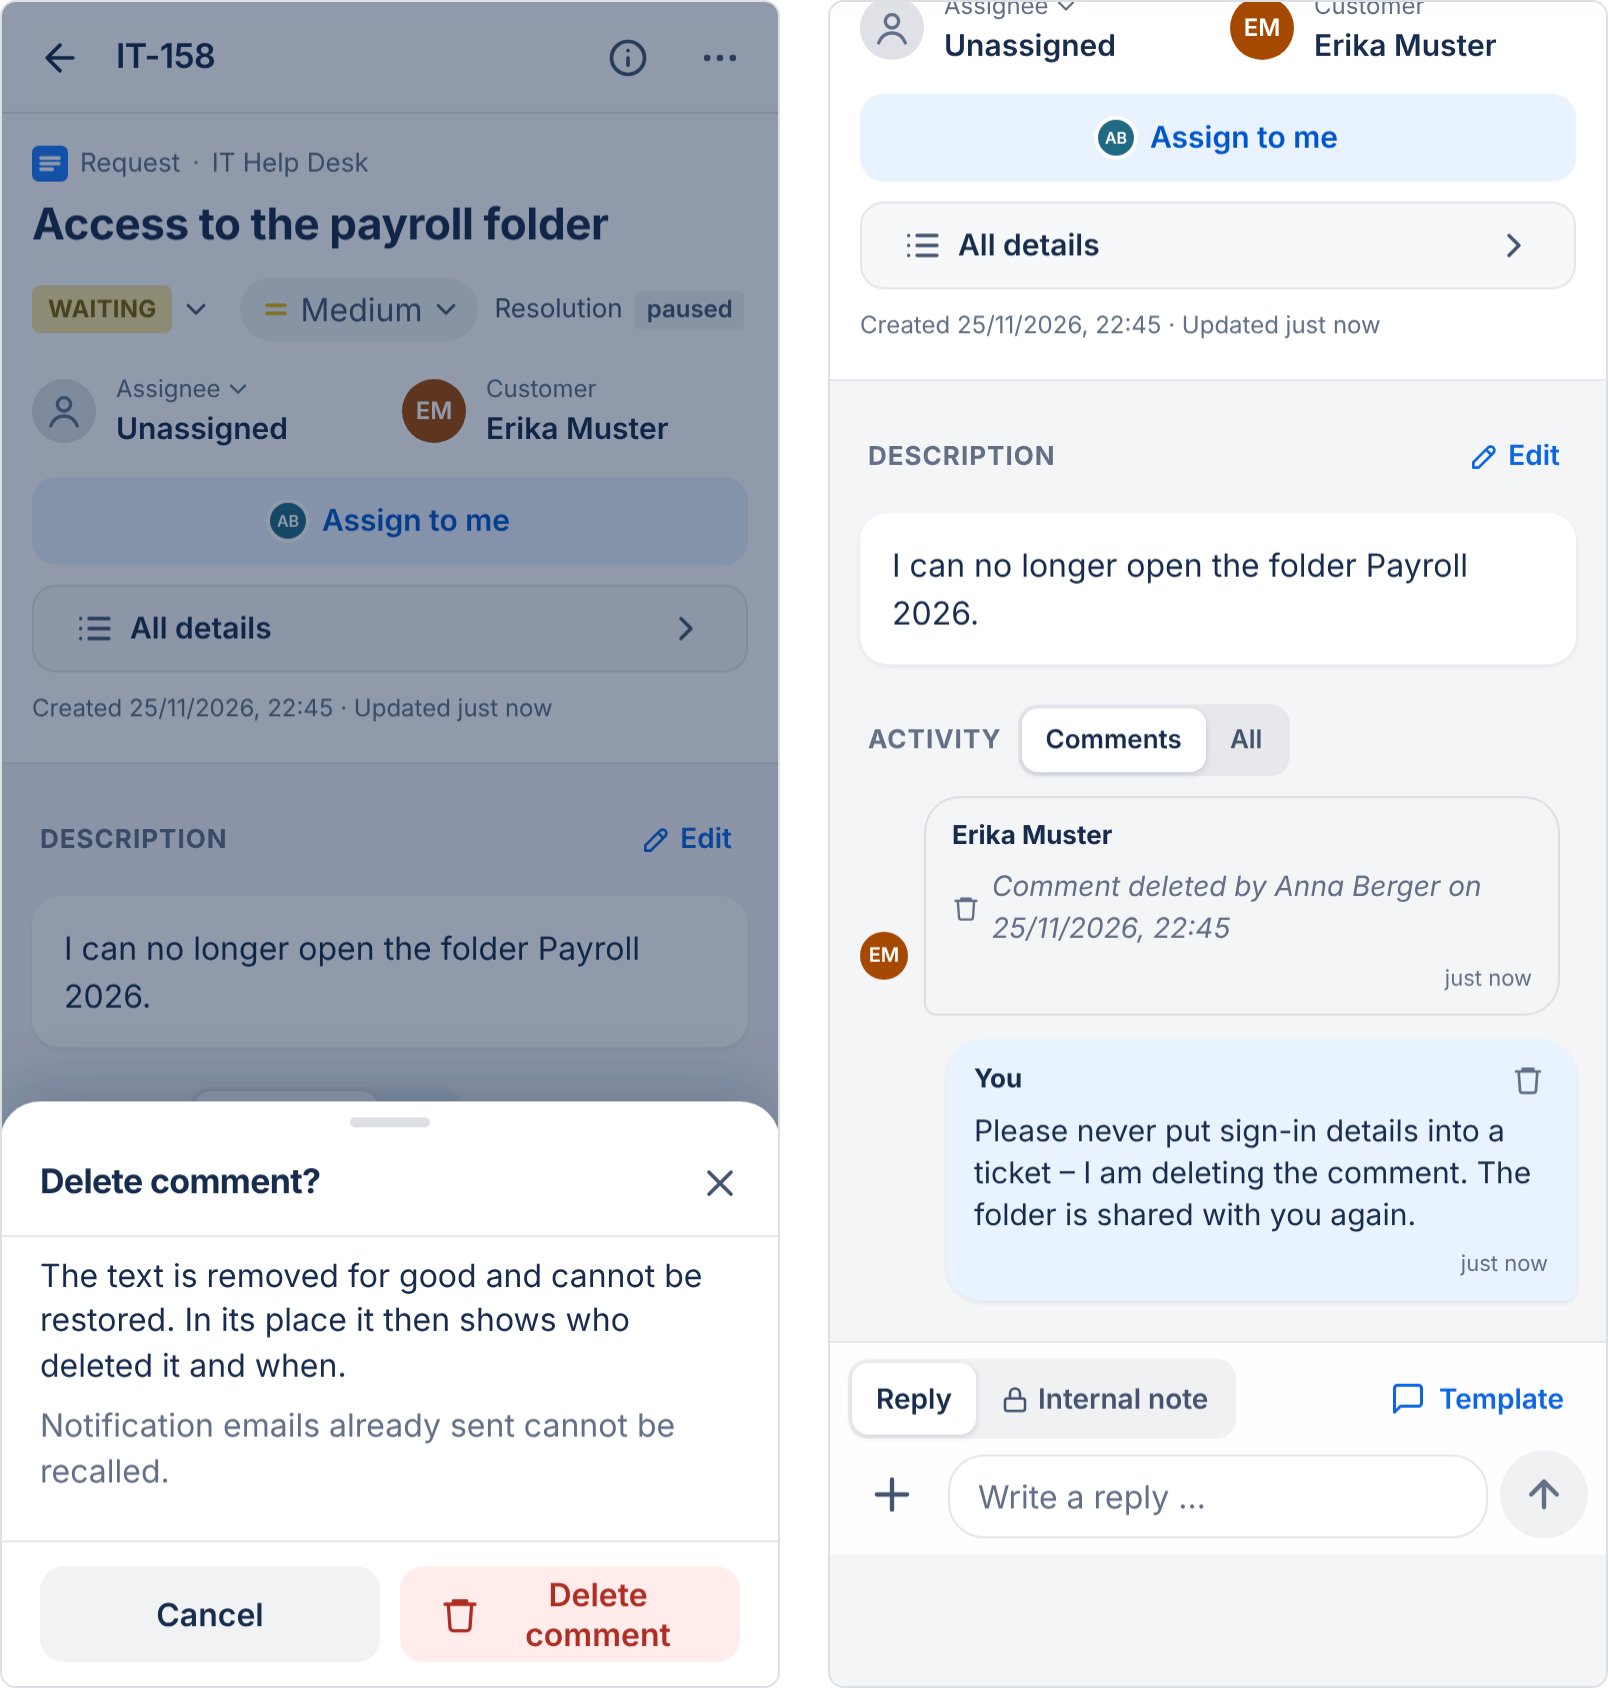 IT-158
Request · IT Help Desk
Access to the payroll folder
WAITING
Medium
Resolution paused
Assignee
Unassigned
EM
Customer
Erika Muster
AB Assign to me
All details
Created 25/11/2026, 22:45 · Updated just now
DESCRIPTION
Edit
I can no longer open the folder Payroll
2026.
Delete comment?
The text is removed for good and cannot be
restored. In its place it then shows who
deleted it and when.
Notification emails already sent cannot be
recalled.
Cancel
Delete
comment
Assignee
Unassigned
EM
Customer
Erika Muster
AB Assign to me
All details
Created 25/11/2026, 22:45 · Updated just now
DESCRIPTION
Edit
I can no longer open the folder Payroll
2026.
ACTIVITY
Comments
All
Erika Muster
Comment deleted by Anna Berger on
25/11/2026, 22:45
EM
just now
You
Please never put sign-in details into a
ticket – I am deleting the comment. The
folder is shared with you again.
just now
Reply
Internal note
Template
Write a reply ...